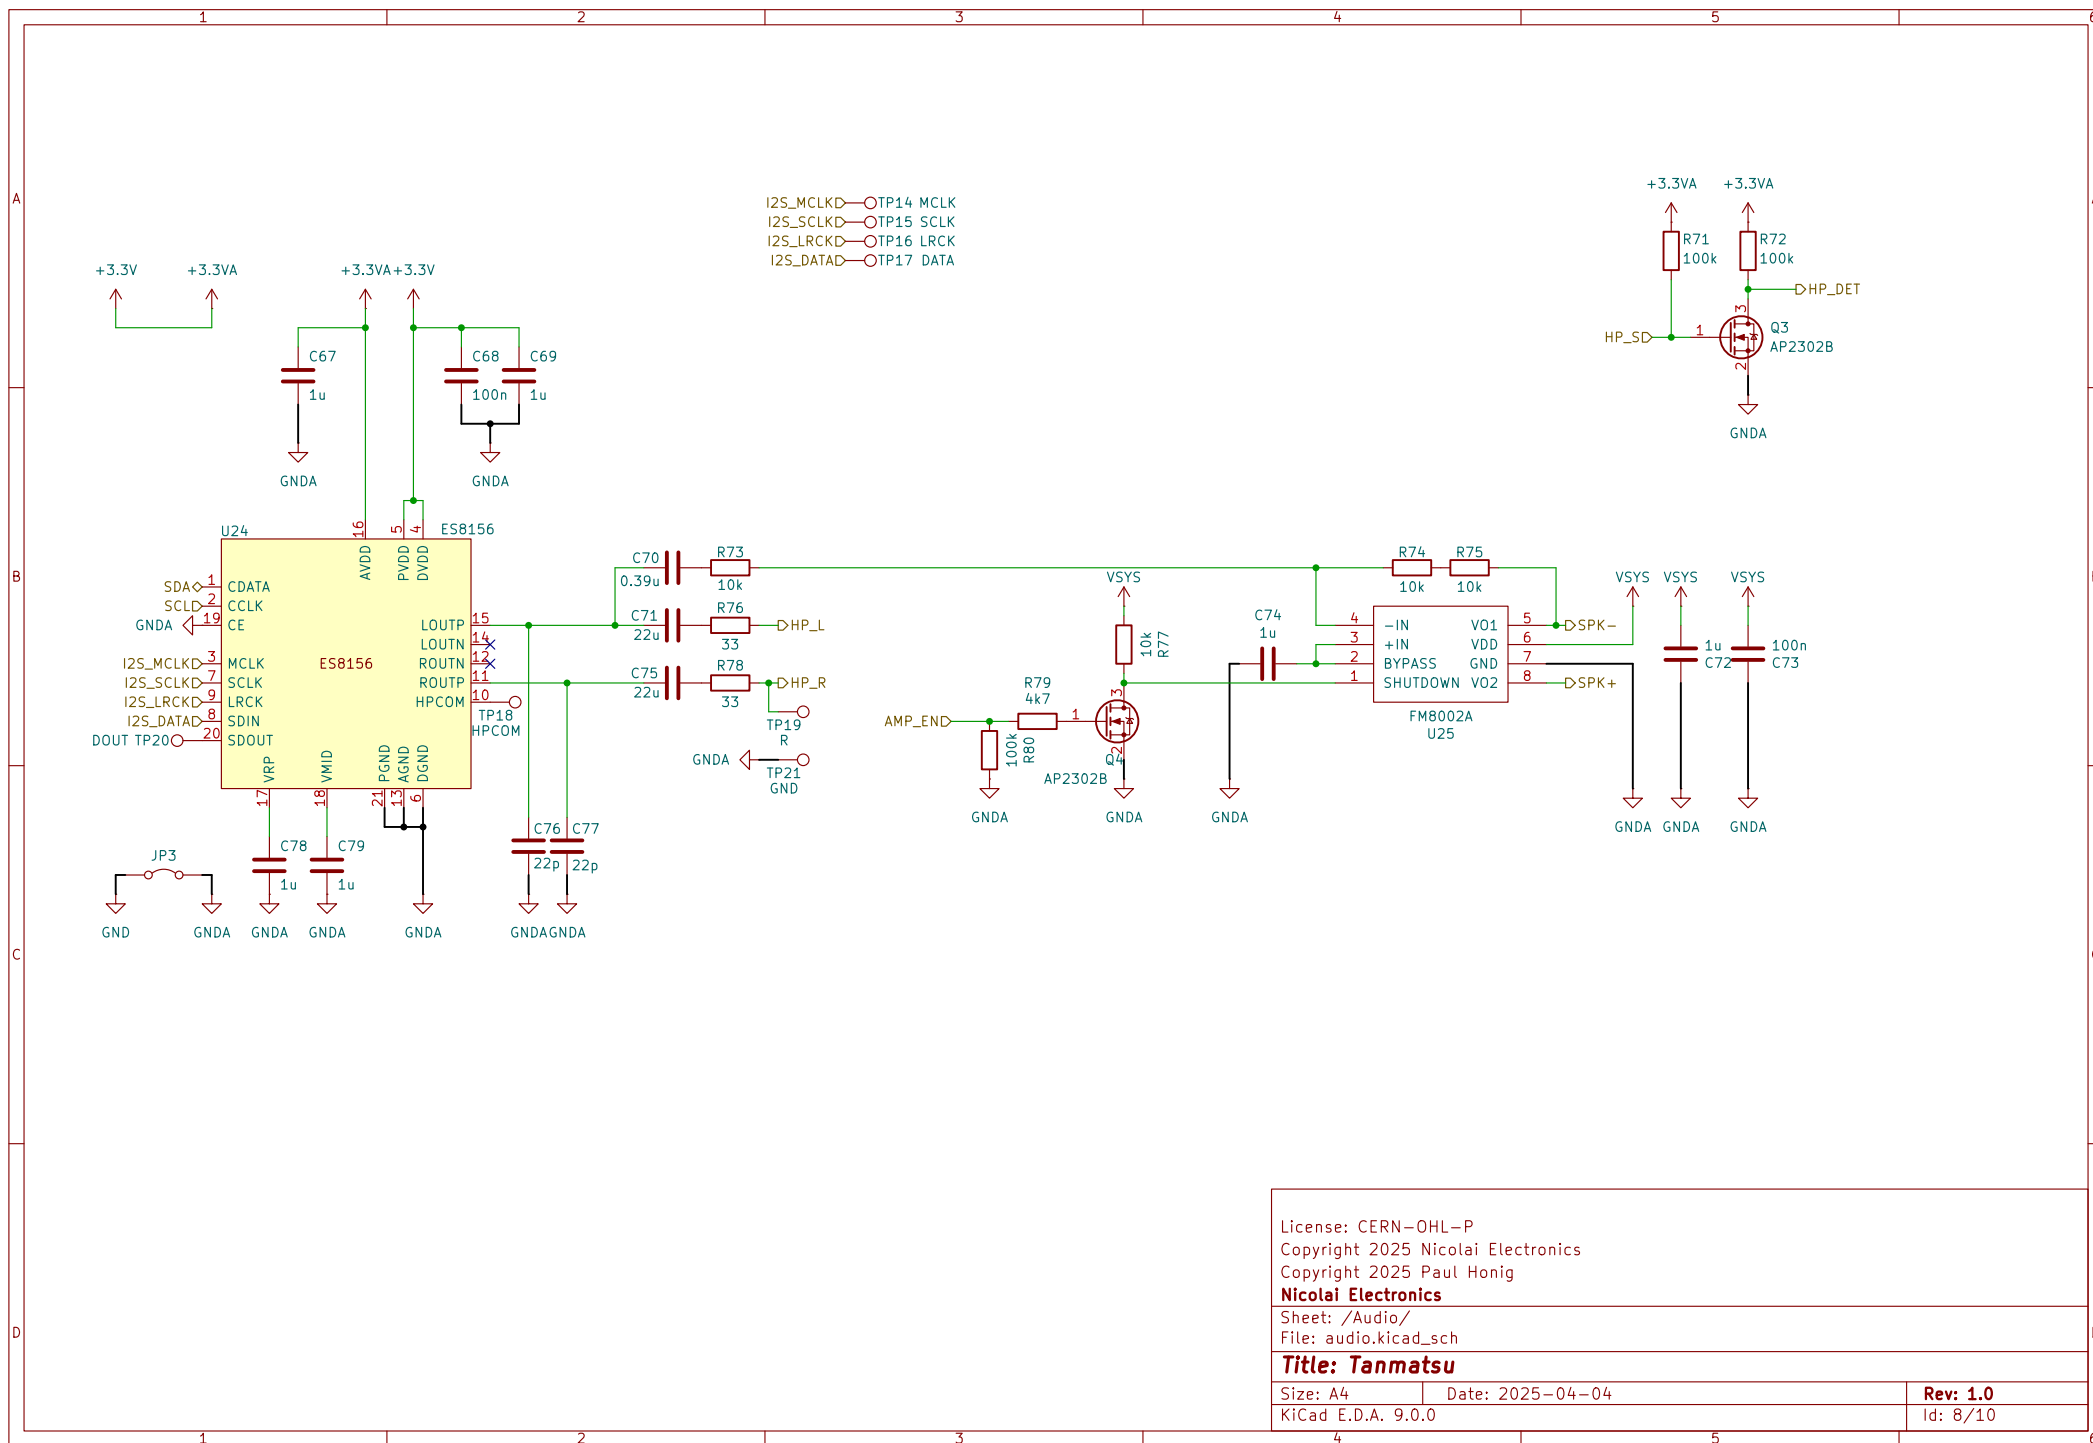 1 2 3 4 5 6
A
B
C
D
I2S_MCLK TP14 MCLK
I2S_SCLK TP15 SCLK
I2S_LRCK TP16 LRCK
I2S_DATA TP17 DATA
+3.3V +3.3VA +3.3VA +3.3V
C67
1u
GNDA
C68
100n
C69
1u
GNDA
+3.3VA +3.3VA
R71
100k
R72
100k
HP_DET
HP_S
1
3
2
Q3
AP2302B
GNDA
U24
ES8156
ES8156
16 AVDD
5 PVDD
4 DVDD
SDA 1 CDATA
SCL 2 CCLK
GNDA 19 CE
I2S_MCLK 3 MCLK
I2S_SCLK 7 SCLK
I2S_LRCK 9 LRCK
I2S_DATA 8 SDIN
DOUT TP20 20 SDOUT
LOUTP 15
LOUTN 14
ROUTN 12
ROUTP 11
HPCOM 10
TP18
HPCOM
VRP 17
VMID 18
PGND 21
AGND 13
DGND 6
JP3
GND
GNDA
C78
1u
GNDA
C79
1u
GNDA
GNDA
C76
22p
GNDA
C77
22p
GNDA
C70
0.39u
R73
10k
C71
22u
R76
33
HP_L
C75
22u
R78
33
HP_R
TP19
R
GNDA
TP21
GND
AMP_EN
R79
4k7
R80
100k
GNDA
VSYS
R77
10k
1
3
2
Q4
AP2302B
GNDA
C74
1u
GNDA
R74
10k
R75
10k
4 -IN
3 +IN
2 BYPASS
1 SHUTDOWN
VO1 5
VDD 6
GND 7
VO2 8
FM8002A
U25
SPK-
SPK+
VSYS VSYS VSYS
1u
C72
100n
C73
GNDA GNDA GNDA
License: CERN-OHL-P
Copyright 2025 Nicolai Electronics
Copyright 2025 Paul Honig
Nicolai Electronics
Sheet: /Audio/
File: audio.kicad_sch
Title: Tanmatsu
Size: A4 Date: 2025-04-04 Rev: 1.0
KiCad E.D.A. 9.0.0 Id: 8/10
1 2 3 4 5 6